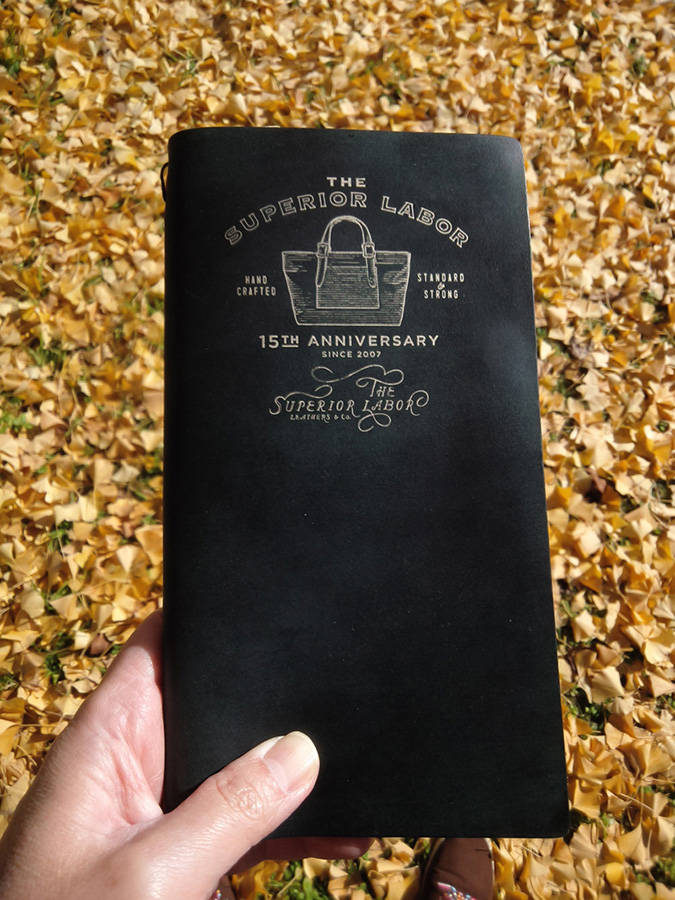 THE
SUPERIOR LABOR
HAND
CRAFTED
STANDARD
&
STRONG
15TH ANNIVERSARY
SINCE 2007
THE
SUPERIOR LABOR
LEATHERS & CO.